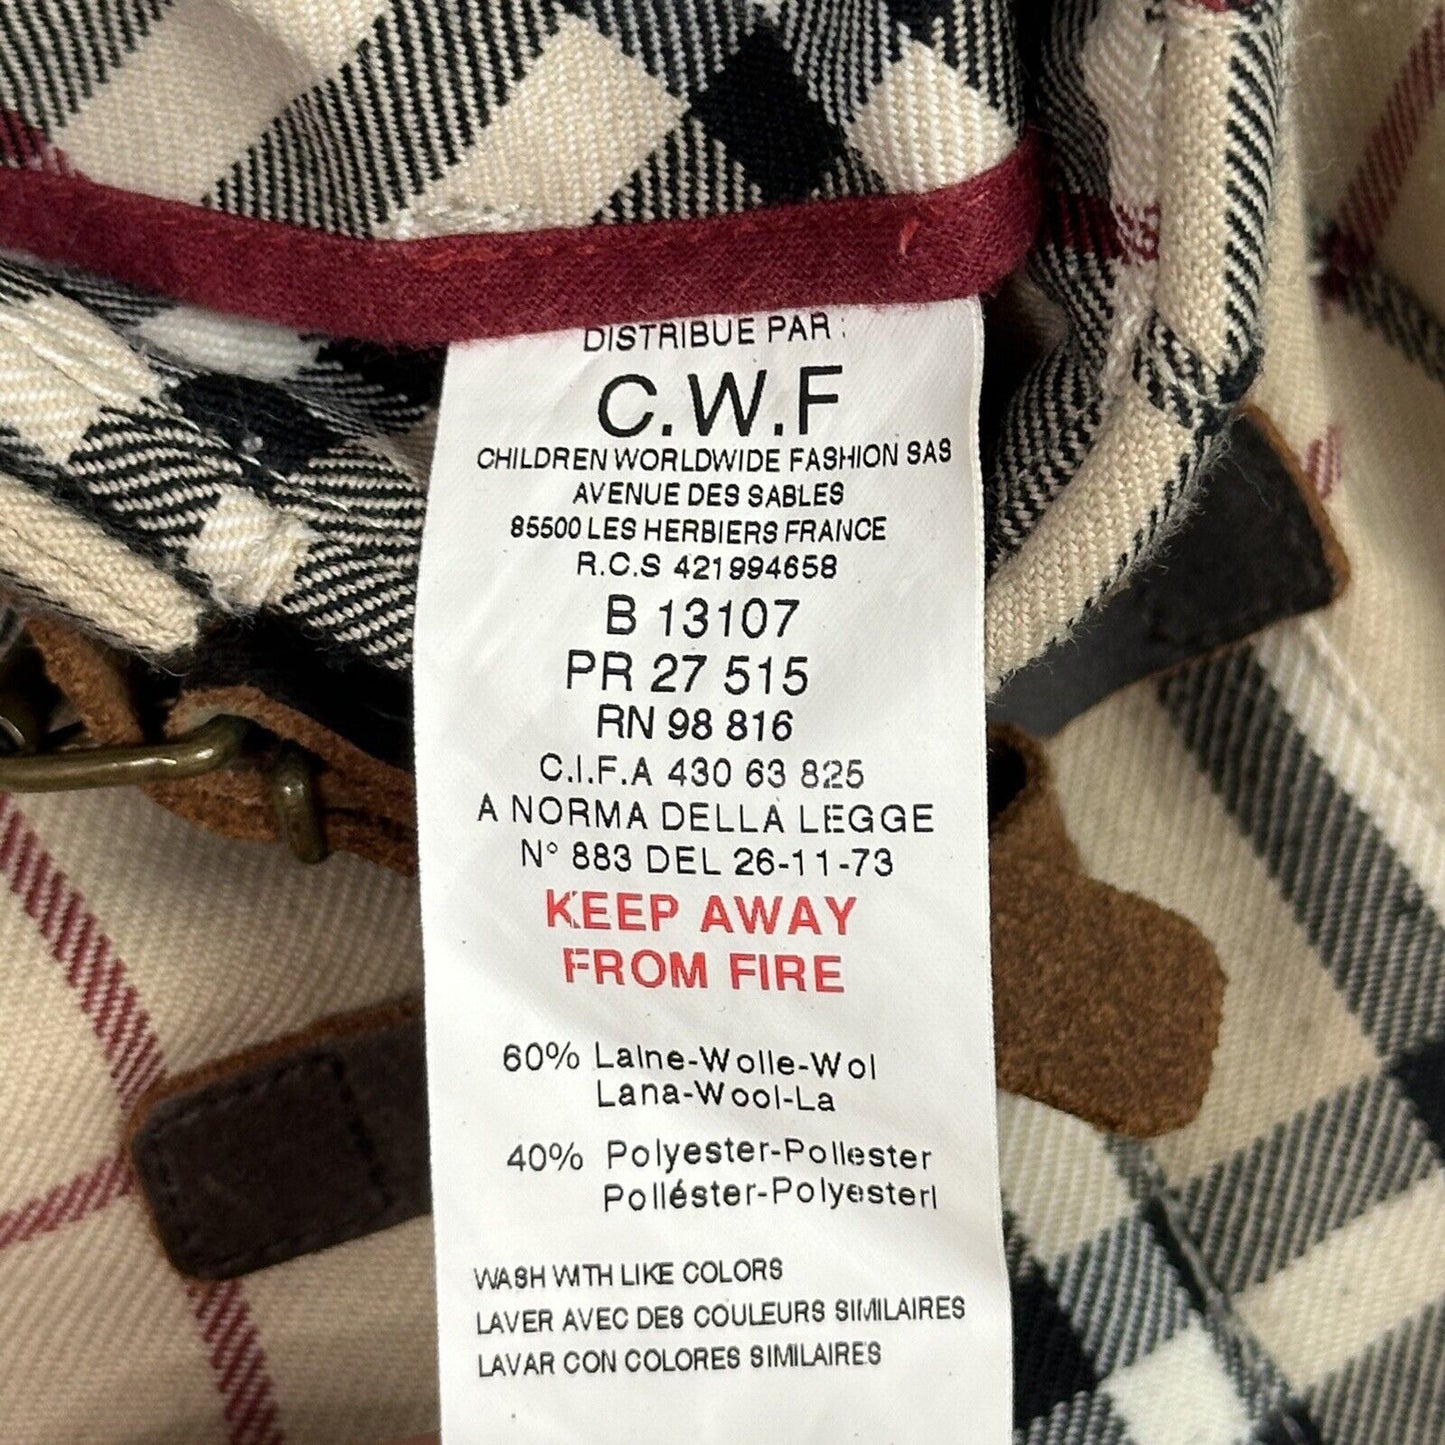 DISTRIBUE PAR :
C.W.F
CHILDREN WORLDWIDE FASHION SAS
AVENUE DES SABLES
85500 LES HERBIERS FRANCE
R.C.S 421994658
B 13107
PR 27 515
RN 98 816
C.I.F.A 430 63 825
A NORMA DELLA LEGGE
N° 883 DEL 26-11-73
KEEP AWAY
FROM FIRE
60% Laine-Wolle-Wol
Lana-Wool-La
40% Polyester-Poliester
Poliéster-Polyesterl
WASH WITH LIKE COLORS
LAVER AVEC DES COULEURS SIMILAIRES
LAVAR CON COLORES SIMILAIRES